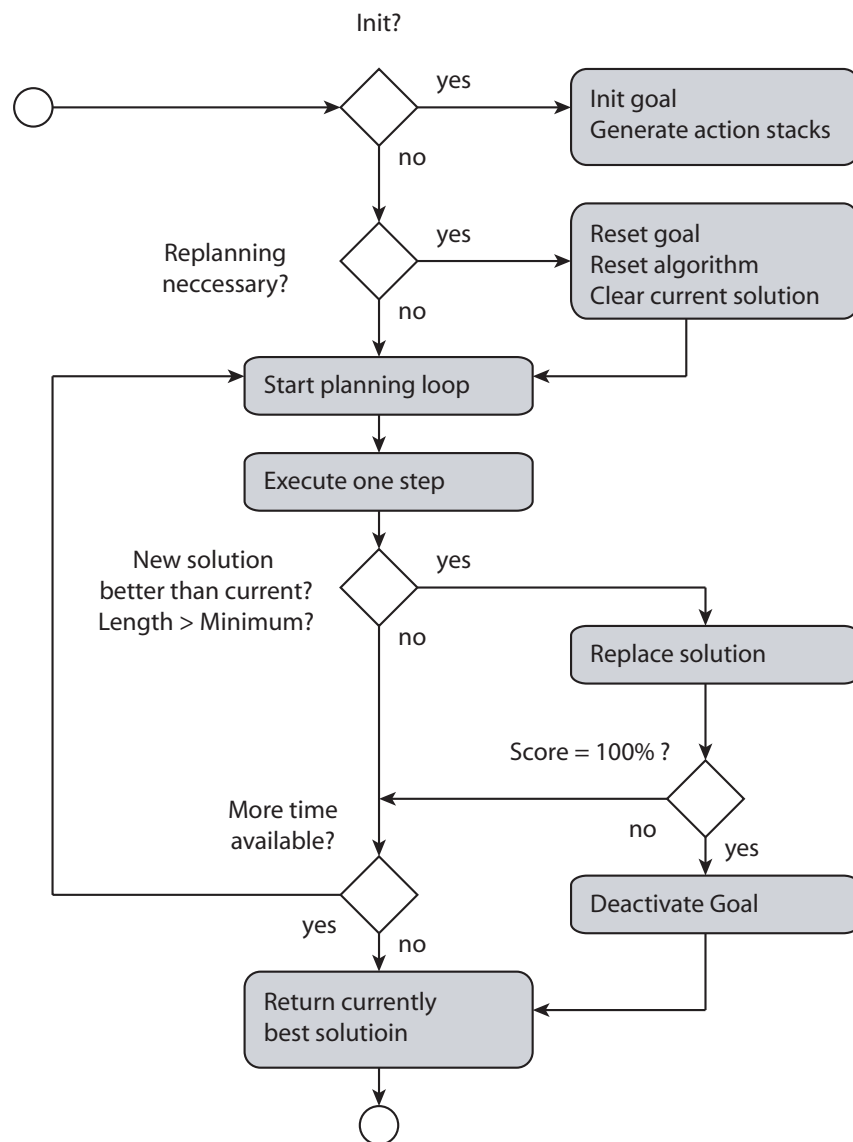 Init?
yes
Init goal
Generate action stacks
no
Replanning
neccessary?
yes
Reset goal
Reset algorithm
Clear current solution
no
Start planning loop
Execute one step
New solution
better than current?
Length > Minimum?
yes
no
Replace solution
Score = 100% ?
More time
available?
no
yes
Deactivate Goal
yes
no
Return currently
best solutioin